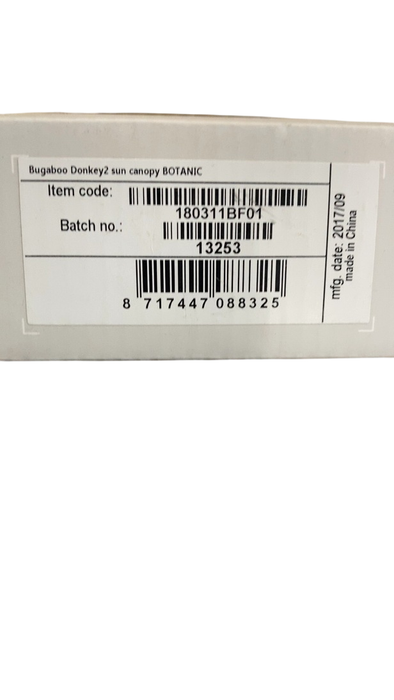 Bugaboo Donkey2 sun canopy BOTANIC
Item code:
180311BF01
Batch no.:
13253
8 717447 088325
mfg. date: 2017/09
made in China